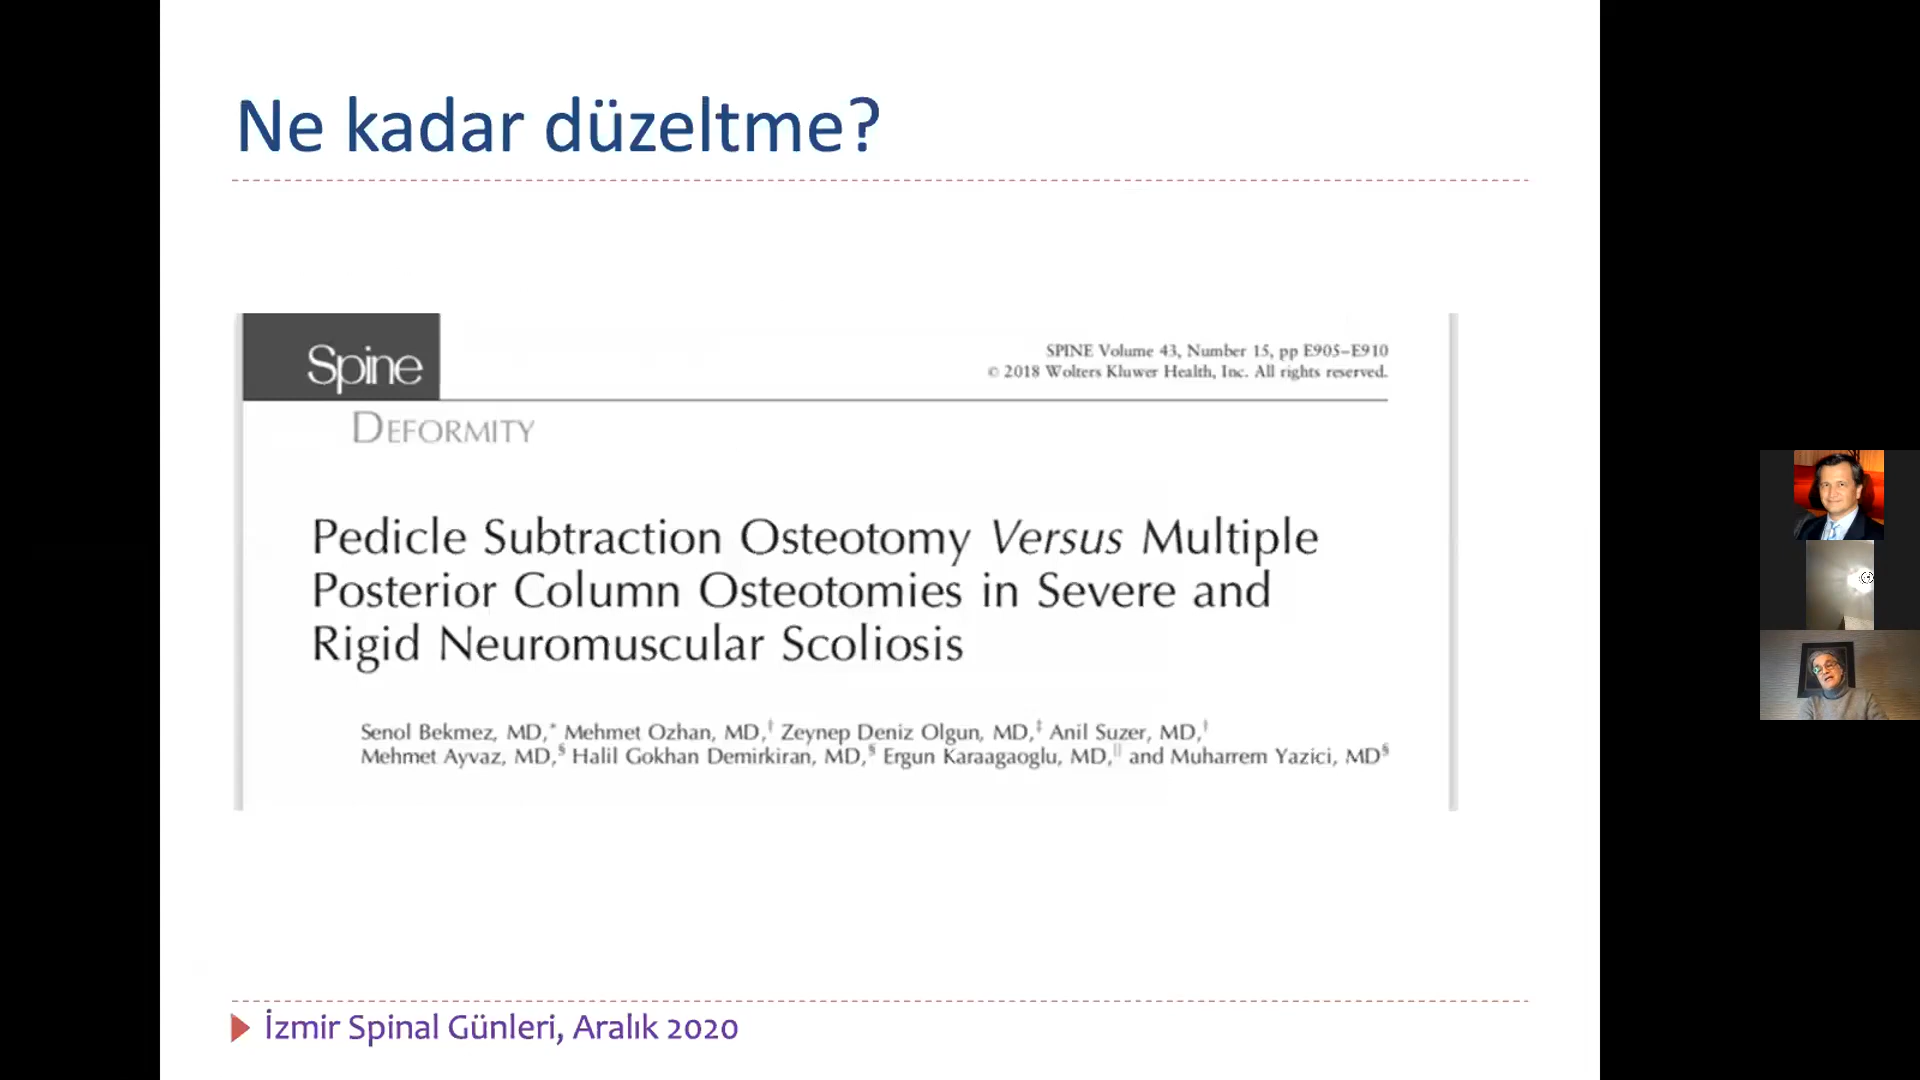 Ne kadar düzeltme?
Spine
SPINE Volume 43, Number 15, pp E905–E910
© 2018 Wolters Kluwer Health, Inc. All rights reserved.
DEFORMITY
Pedicle Subtraction Osteotomy Versus Multiple
Posterior Column Osteotomies in Severe and
Rigid Neuromuscular Scoliosis
Senol Bekmez, MD,* Mehmet Ozhan, MD,† Zeynep Deniz Olgun, MD,‡ Anil Suzer, MD,†
Mehmet Ayvaz, MD,§ Halil Gokhan Demirkiran, MD,§ Ergun Karaagaoglu, MD,|| and Muharrem Yazici, MD§
İzmir Spinal Günleri, Aralık 2020